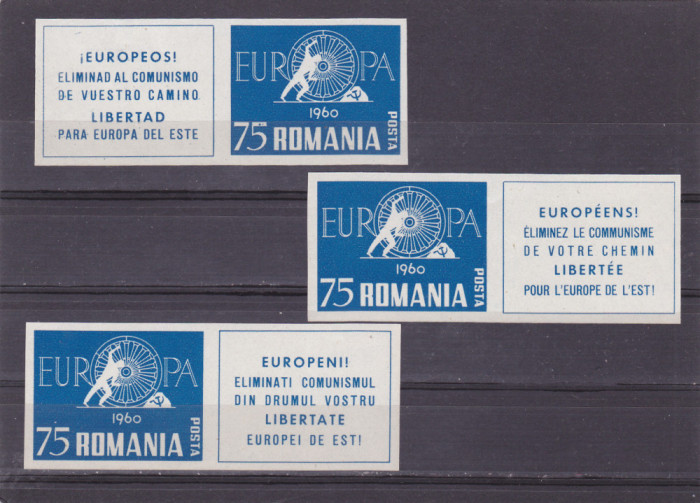 ¡EUROPEOS!
ELIMINAD AL COMUNISMO
DE VUESTRO CAMINO
LIBERTAD
PARA EUROPA DEL ESTE
EUROPA
1960
75 ROMANIA
POSTA
EUROPA
1960
75 ROMANIA
POSTA
EUROPÉENS!
ÉLIMINEZ LE COMMUNISME
DE VOTRE CHEMIN
LIBERTÉE
POUR L'EUROPE DE L'EST!
EUROPA
1960
75 ROMANIA
POSTA
EUROPENI!
ELIMINATI COMUNISMUL
DIN DRUMUL VOSTRU
LIBERTATE
EUROPEI DE EST!